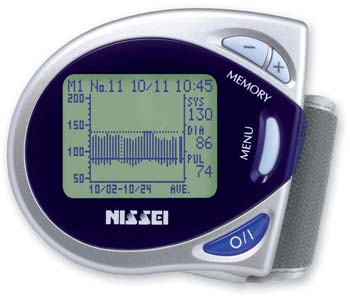 M1 No.11 10/11 10:45
200
150
100
50
SYS
130
DIA
86
PUL
74
10/02-10/24 AVE.
NISSEI
− +
MEMORY
MENU
O/I